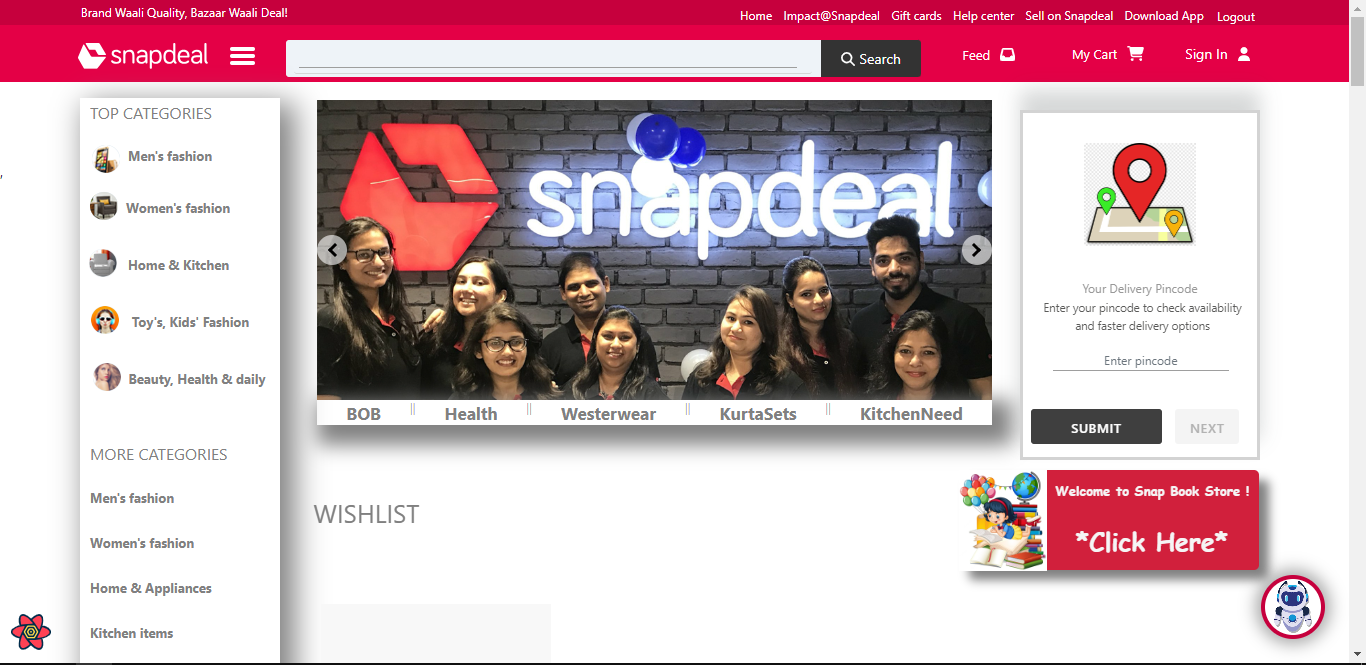 Brand Waali Quality, Bazaar Waali Deal!
Home Impact@Snapdeal Gift cards Help center Sell on Snapdeal Download App Logout
snapdeal
Search
Feed
My Cart
Sign In
TOP CATEGORIES
Men's fashion
Women's fashion
Home & Kitchen
Toy's, Kids' Fashion
Beauty, Health & daily
MORE CATEGORIES
Men's fashion
Women's fashion
Home & Appliances
Kitchen items
,
snapdeal
BOB || Health || Westerwear || KurtaSets || KitchenNeed
WISHLIST
Your Delivery Pincode
Enter your pincode to check availability
and faster delivery options
Enter pincode
SUBMIT NEXT
Welcome to Snap Book Store !
*Click Here*